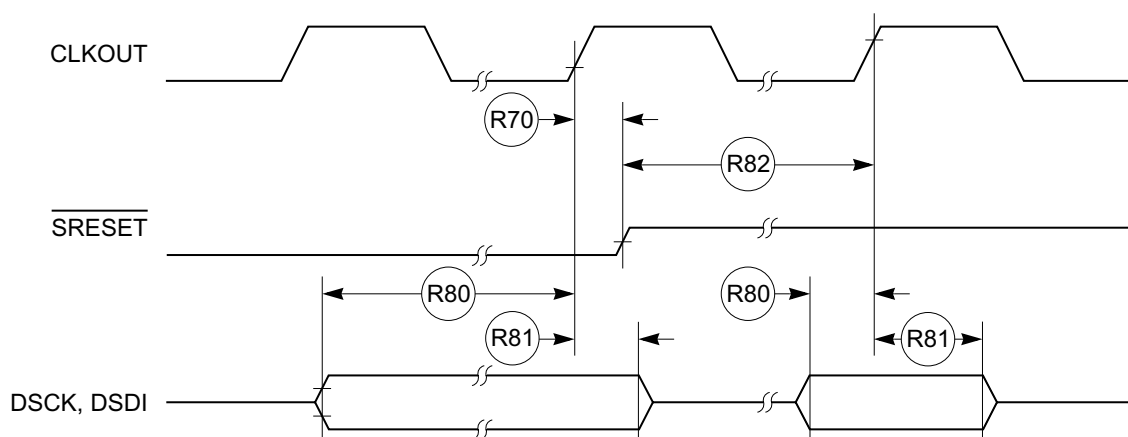 CLKOUT
R70
R82
SRESET
R80
R80
R81
R81
DSCK, DSDI